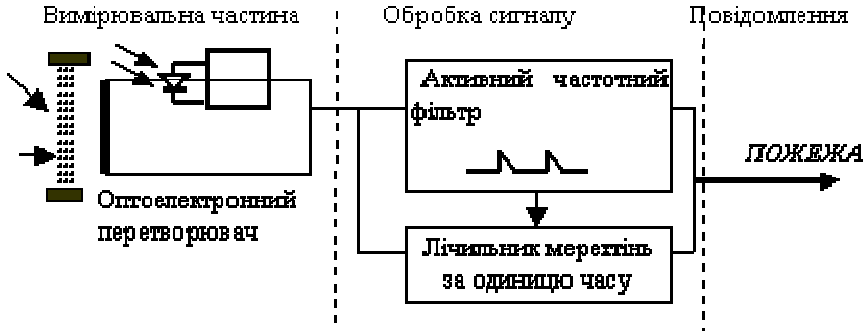 Вимірювальна частина
Обробка сигналу
Повідомлення
Активний частотний
фільтр
ПОЖЕЖА
Оптоелектронний
перетворювач
Лічильник мерехтінь
за одиницю часу